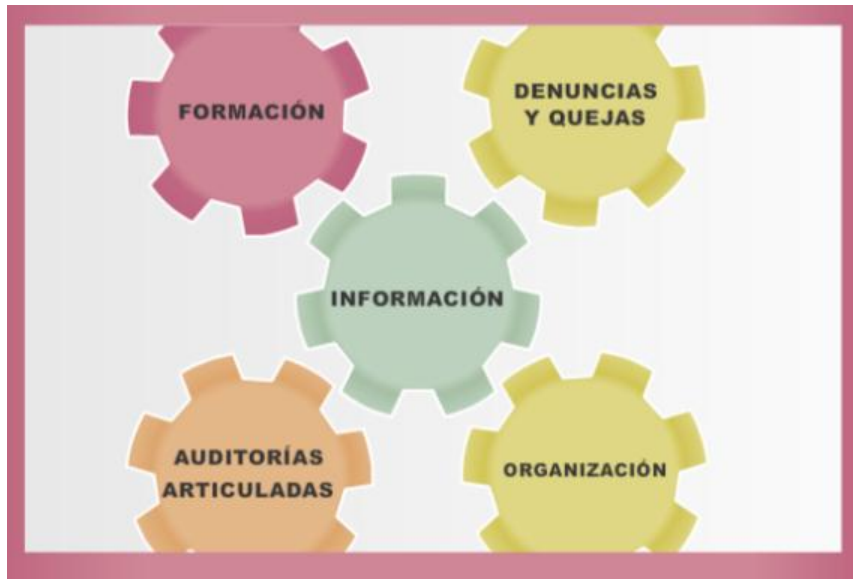 FORMACIÓN
DENUNCIAS
Y QUEJAS
INFORMACIÓN
AUDITORÍAS
ARTICULADAS
ORGANIZACIÓN